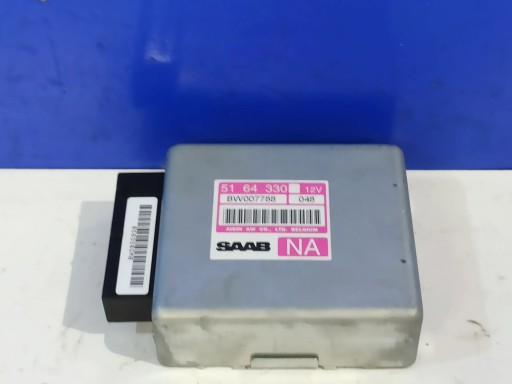 51 64 330 12V
BW007788 048
AISIN AW CO., LTD. BELGIUM
SAAB NA